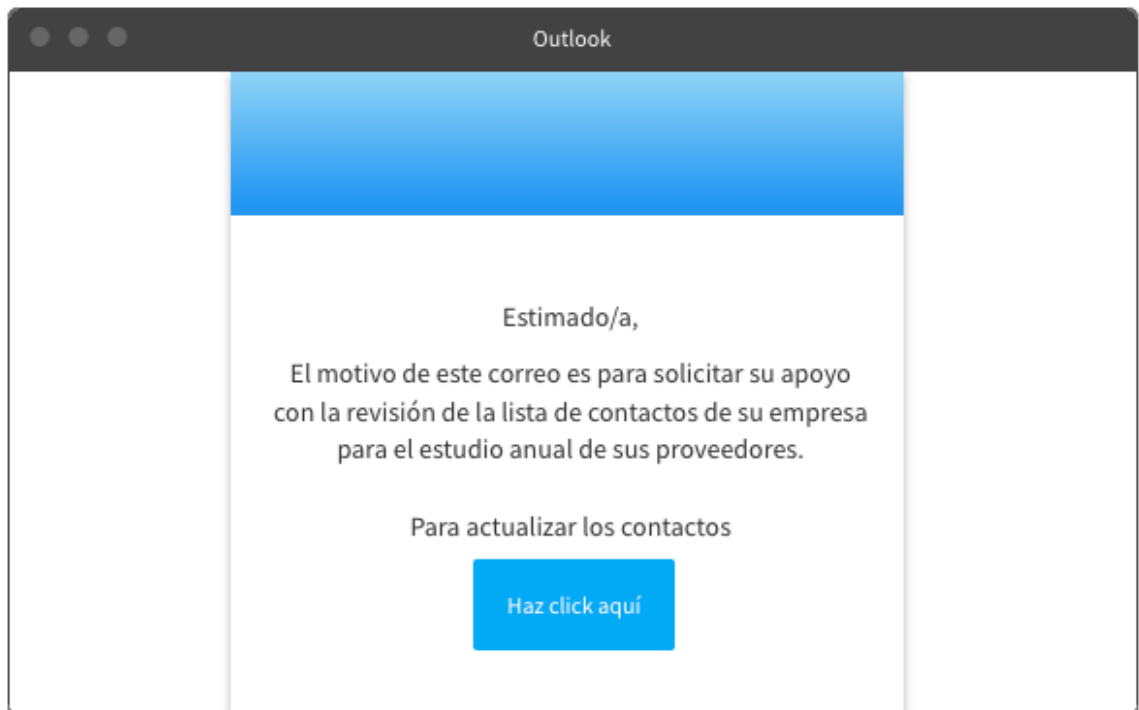 Outlook
Estimado/a,
El motivo de este correo es para solicitar su apoyo
con la revisión de la lista de contactos de su empresa
para el estudio anual de sus proveedores.
Para actualizar los contactos
Haz click aquí